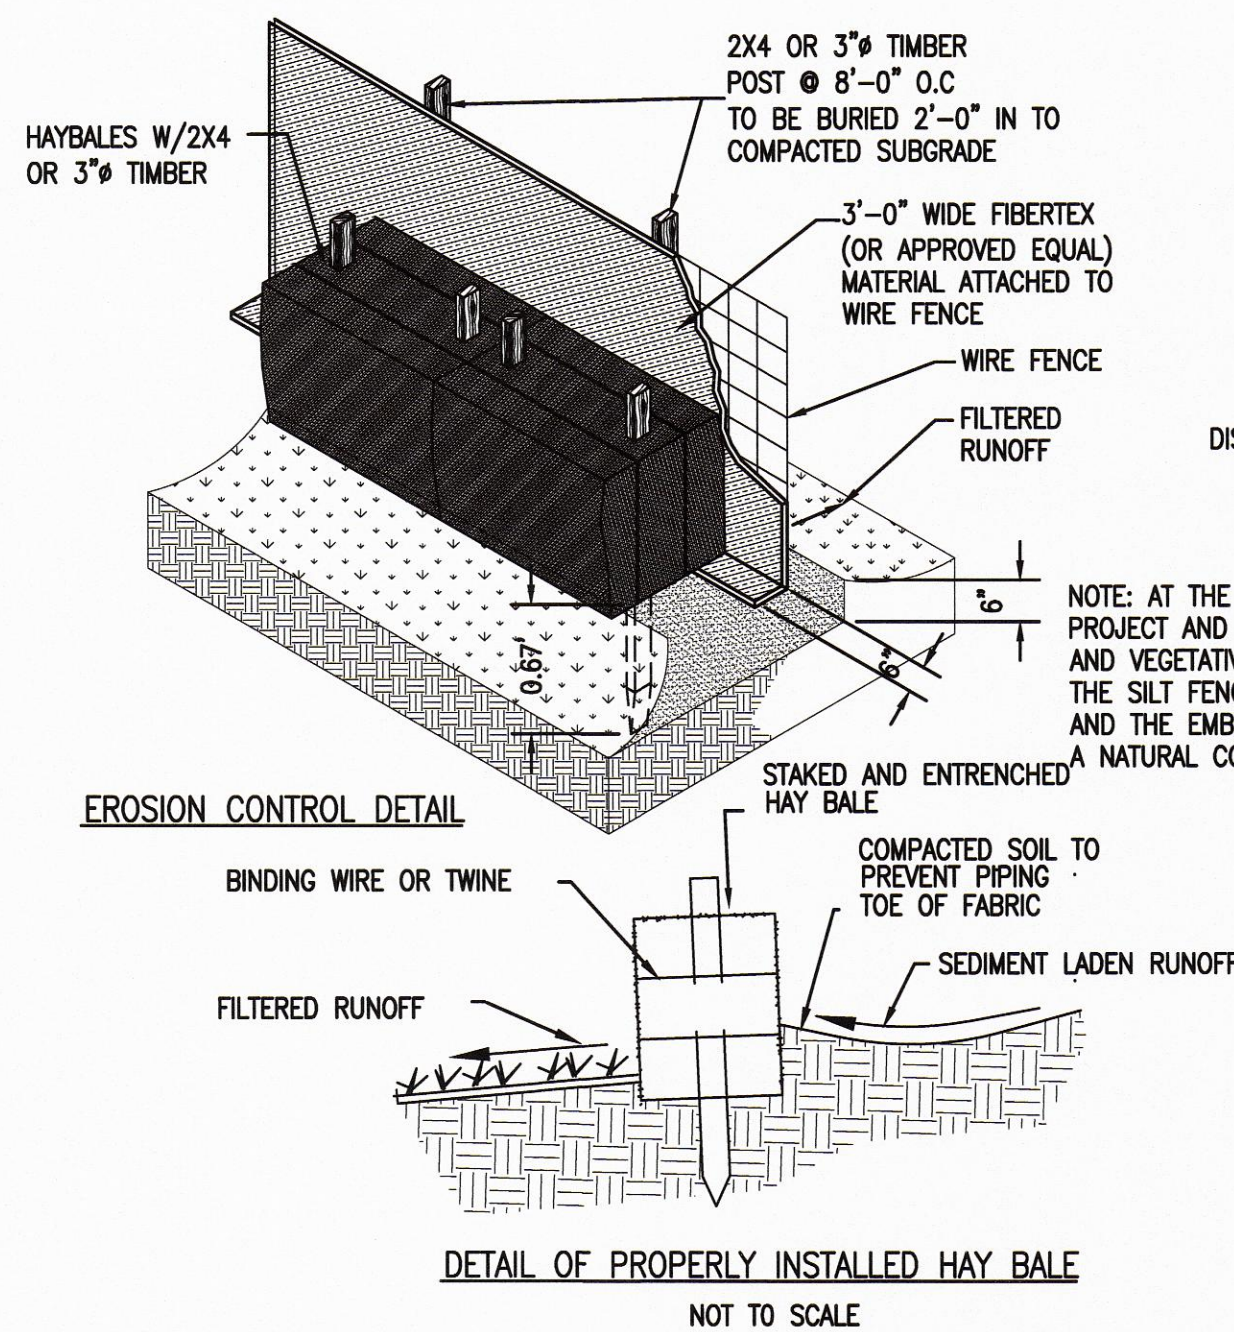 2X4 OR 3"ø TIMBER
POST @ 8'-0" O.C
TO BE BURIED 2'-0" IN TO
COMPACTED SUBGRADE
HAYBALES W/2X4
OR 3"ø TIMBER
3'-0" WIDE FIBERTEX
(OR APPROVED EQUAL)
MATERIAL ATTACHED TO
WIRE FENCE
WIRE FENCE
FILTERED
RUNOFF
6"
6"
0.67'
NOTE: AT THE
PROJECT AND
AND
THE SILT
AND THE
A NATURAL
EROSION CONTROL DETAIL
STAKED AND ENTRENCHED
HAY BALE
BINDING WIRE OR TWINE
COMPACTED SOIL TO
PREVENT PIPING
TOE OF FABRIC
SEDIMENT LADEN RUNOFF
FILTERED RUNOFF
DETAIL OF PROPERLY INSTALLED HAY BALE
NOT TO SCALE